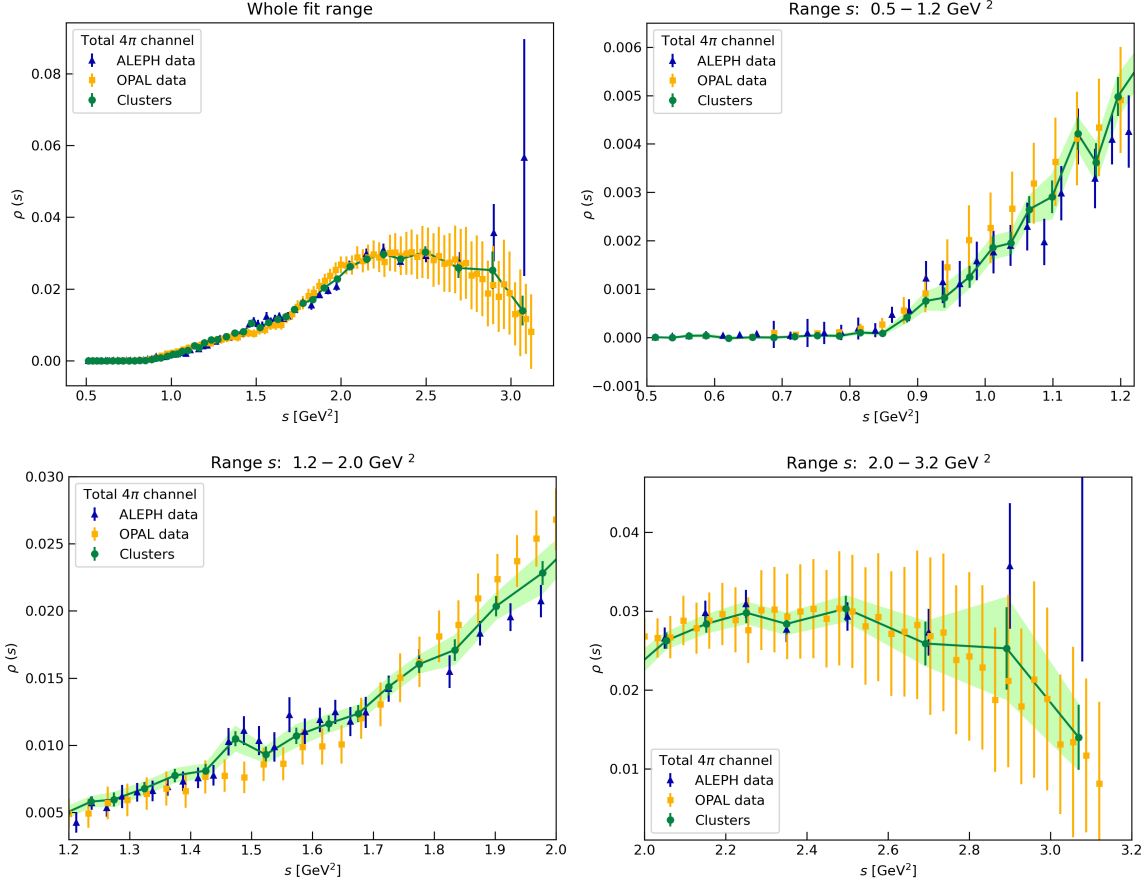 Whole fit range
Total 4π channel
ALEPH data
OPAL data
Clusters
ρ (s)
0.08
0.06
0.04
0.02
0.00
0.5 1.0 1.5 2.0 2.5 3.0
s [GeV²]
Range s: 0.5 − 1.2 GeV ²
Total 4π channel
ALEPH data
OPAL data
Clusters
ρ (s)
0.006
0.005
0.004
0.003
0.002
0.001
0.000
−0.001
0.5 0.6 0.7 0.8 0.9 1.0 1.1 1.2
s [GeV²]
Range s: 1.2 − 2.0 GeV ²
Total 4π channel
ALEPH data
OPAL data
Clusters
ρ (s)
0.030
0.025
0.020
0.015
0.010
0.005
1.2 1.3 1.4 1.5 1.6 1.7 1.8 1.9 2.0
s [GeV²]
Range s: 2.0 − 3.2 GeV ²
ρ (s)
0.04
0.03
0.02
0.01
Total 4π channel
ALEPH data
OPAL data
Clusters
2.0 2.2 2.4 2.6 2.8 3.0 3.2
s [GeV²]